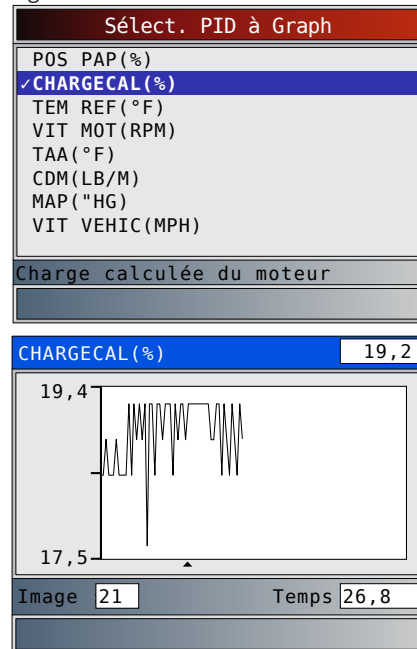 Sélect. PID à Graph
POS PAP(%)
✓CHARGECAL(%)
TEM REF(°F)
VIT MOT(RPM)
TAA(°F)
CDM(LB/M)
MAP("HG)
VIT VEHIC(MPH)
Charge calculée du moteur
CHARGECAL(%) 19,2
19,4
17,5
Image 21 Temps 26,8